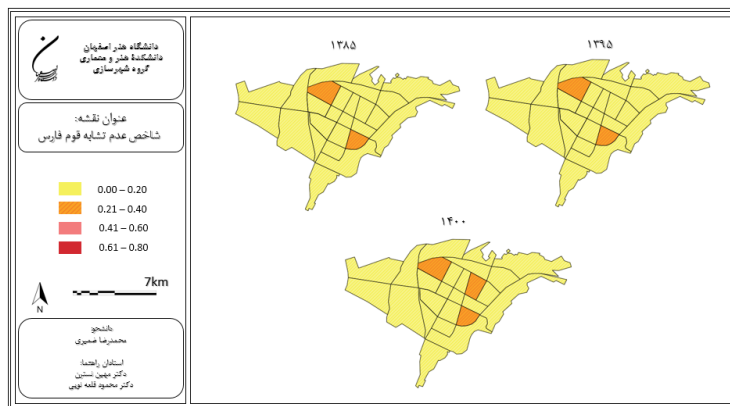 دانشگاه هنر اصفهان
دانشکدۀ هنر و معماری
گروه شهرسازی
عنوان نقشه:
شاخص عدم تشابه قوم فارس
0.00 – 0.20
0.21 – 0.40
0.41 – 0.60
0.61 – 0.80
7km
N
دانشجو
محمدرضا ضمیری
استادان راهنما:
دکتر مهین نسترن
دکتر محمود قلعه نویی
۱۳۸۵
۱۳۹۵
۱۴۰۰